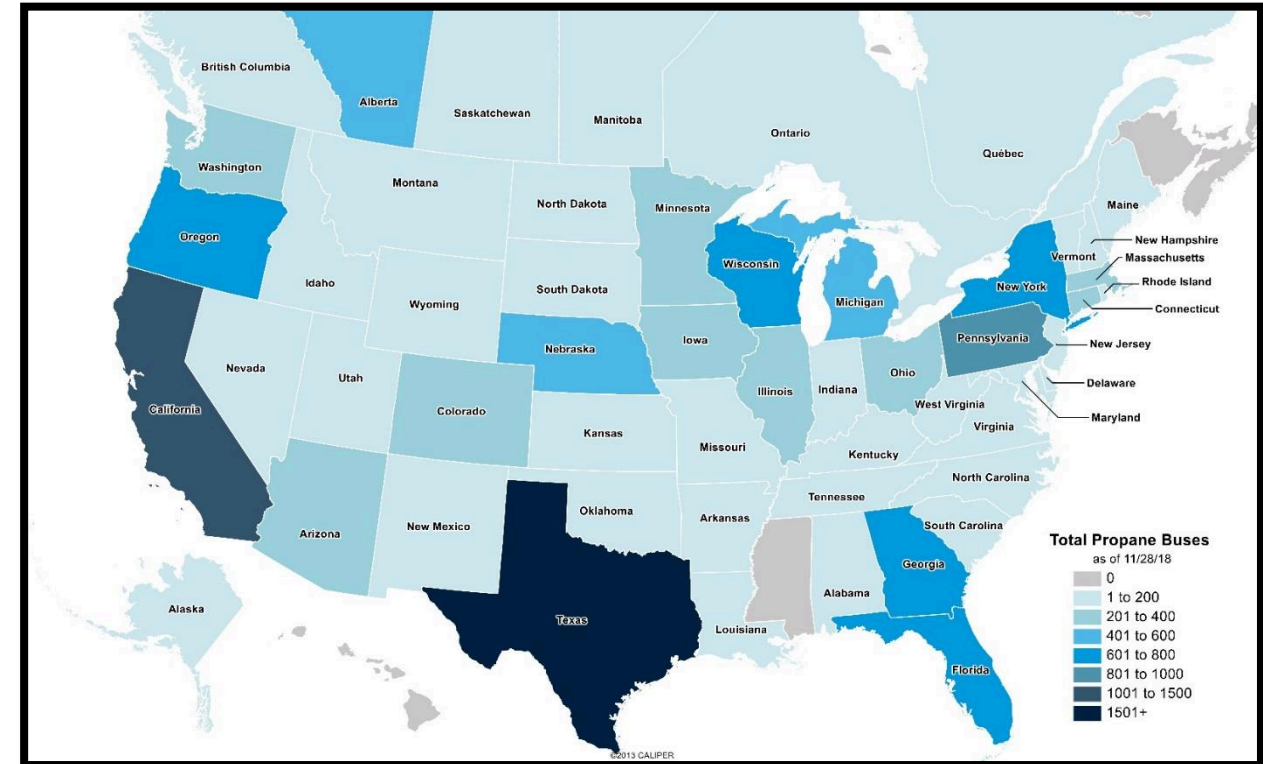 British Columbia
Alberta
Saskatchewan
Manitoba
Ontario
Québec
Washington
Montana
North Dakota
Minnesota
Maine
Oregon
Idaho
Wyoming
South Dakota
Wisconsin
Michigan
New York
Vermont
New Hampshire
Massachusetts
Rhode Island
Connecticut
Nebraska
Iowa
Pennsylvania
New Jersey
Nevada
Utah
Colorado
Illinois
Indiana
Ohio
Delaware
California
Kansas
Missouri
West Virginia
Virginia
Maryland
Kentucky
Arizona
New Mexico
Oklahoma
Arkansas
Tennessee
North Carolina
South Carolina
Georgia
Alabama
Alaska
Texas
Louisiana
Florida
Total Propane Buses
as of 11/28/18
0
1 to 200
201 to 400
401 to 600
601 to 800
801 to 1000
1001 to 1500
1501+
©2013 CALIPER